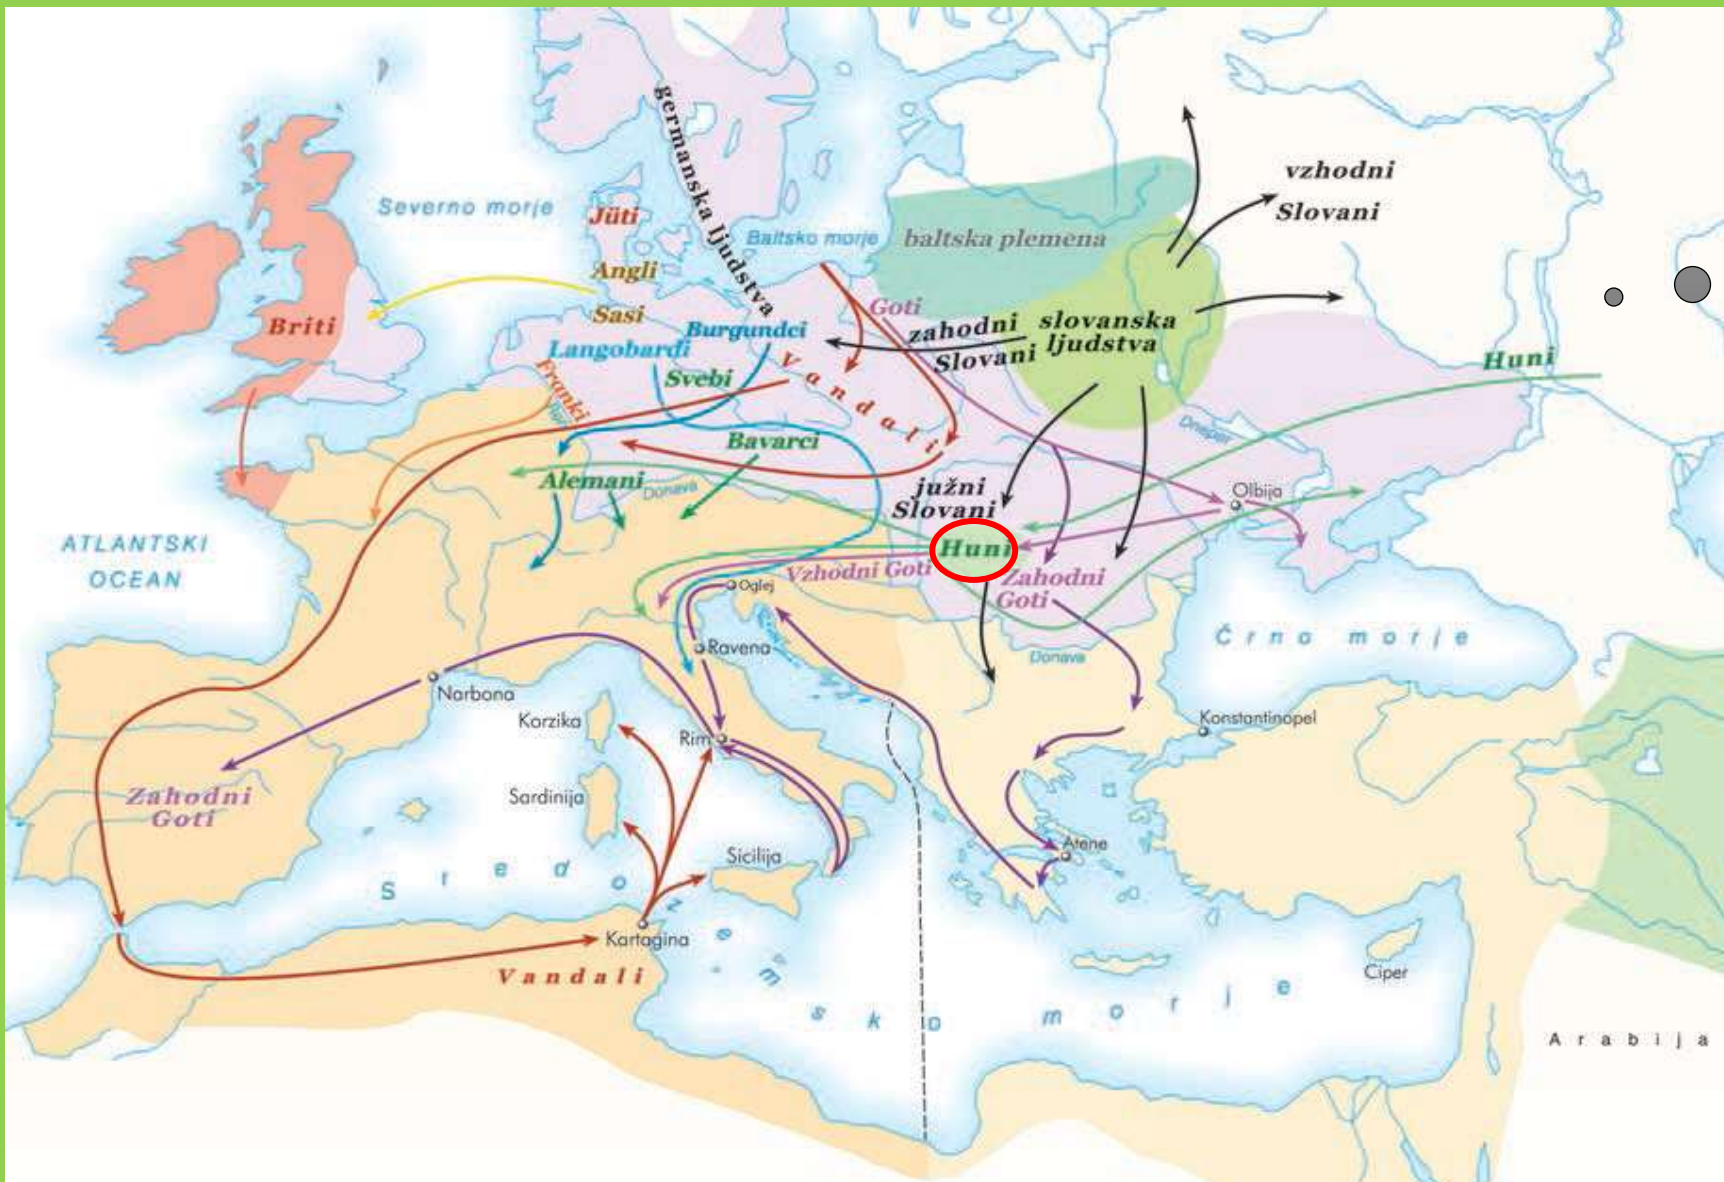 germanska ljudstva
vzhodni
Slovani
Severno morje
Jüti
Baltsko morje
baltska plemena
Angli
Sasi
Goti
Briti
Burgundci
zahodni
Slovani
slovanska
ljudstva
Langobardi
Huni
Franki
Svebi
Vandali
Dneper
Bavarci
Alemani
Donava
južni
Slovani
Olbija
ATLANTSKI
OCEAN
Huni
Vzhodni Goti
Zahodni
Goti
Oglej
Črno morje
Ravena
Donava
Narbona
Korzika
Rim
Konstantinopel
Zahodni
Goti
Sardinija
Atene
Sicilija
Sredozemsko morje
Kartagina
Vandali
Ciper
Arabija